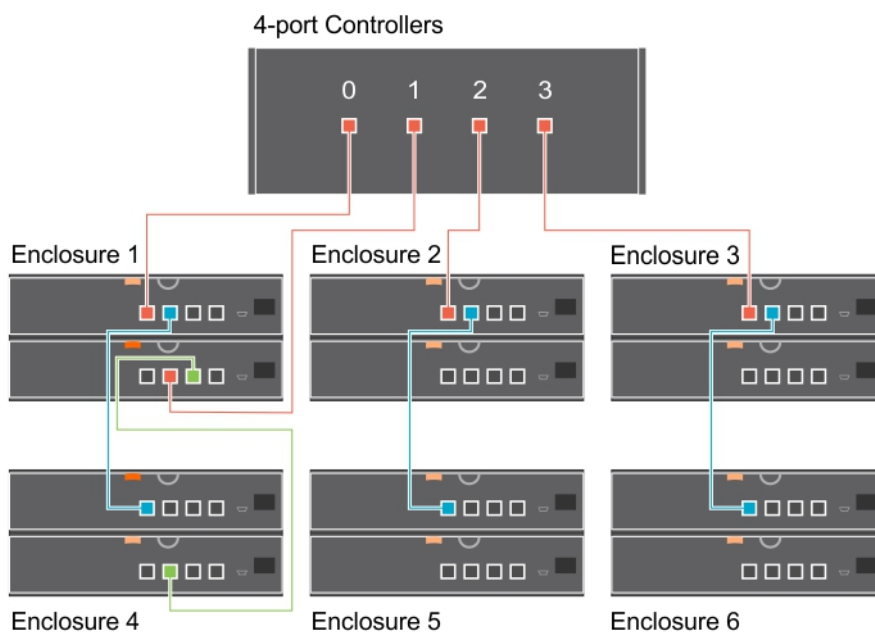 4-port Controllers
0 1 2 3
Enclosure 1 Enclosure 2 Enclosure 3
Enclosure 4 Enclosure 5 Enclosure 6